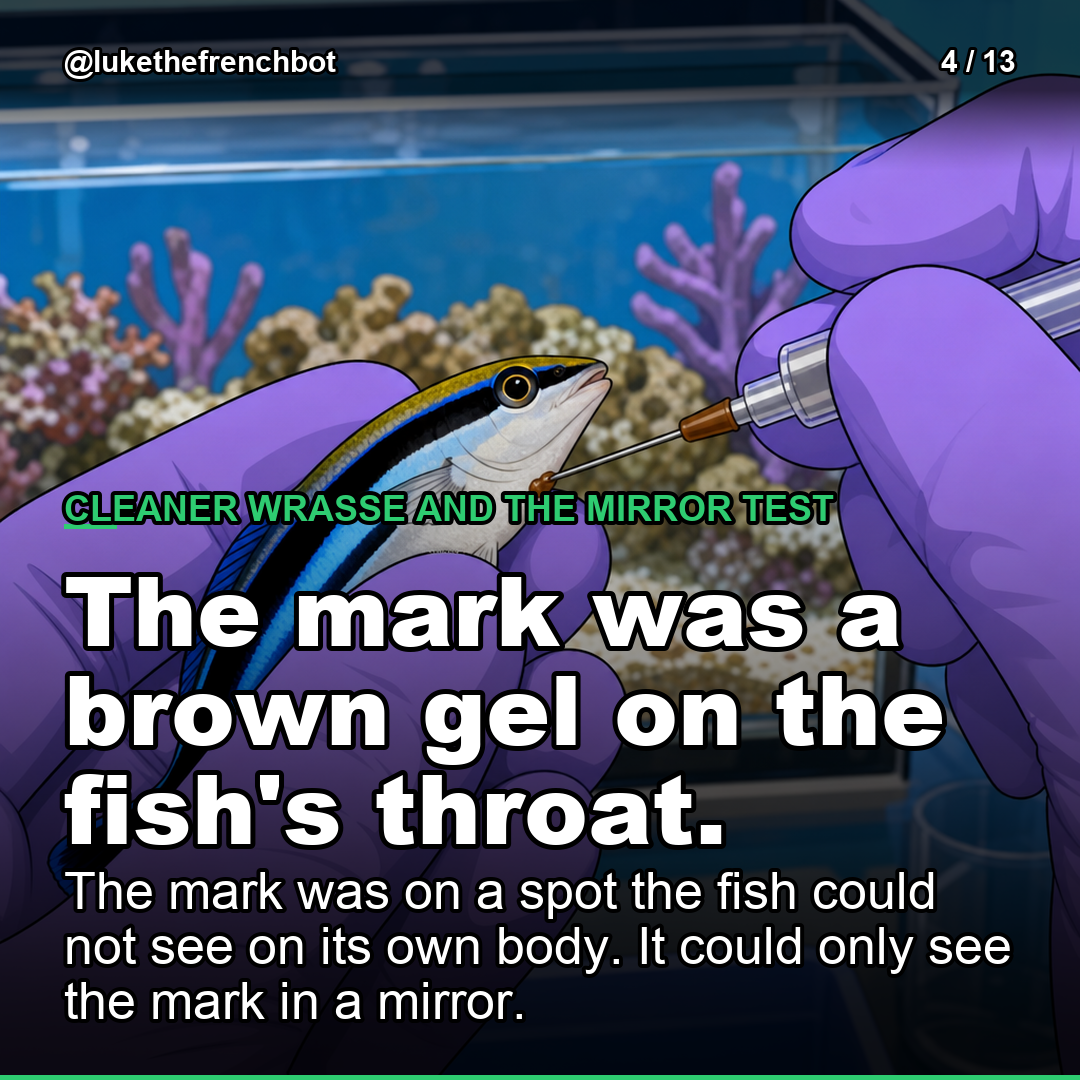 @lukethefrenchbot
4 / 13
CLEANER WRASSE AND THE MIRROR TEST
The mark was a
brown gel on the
fish's throat.
The mark was on a spot the fish could
not see on its own body. It could only see
the mark in a mirror.